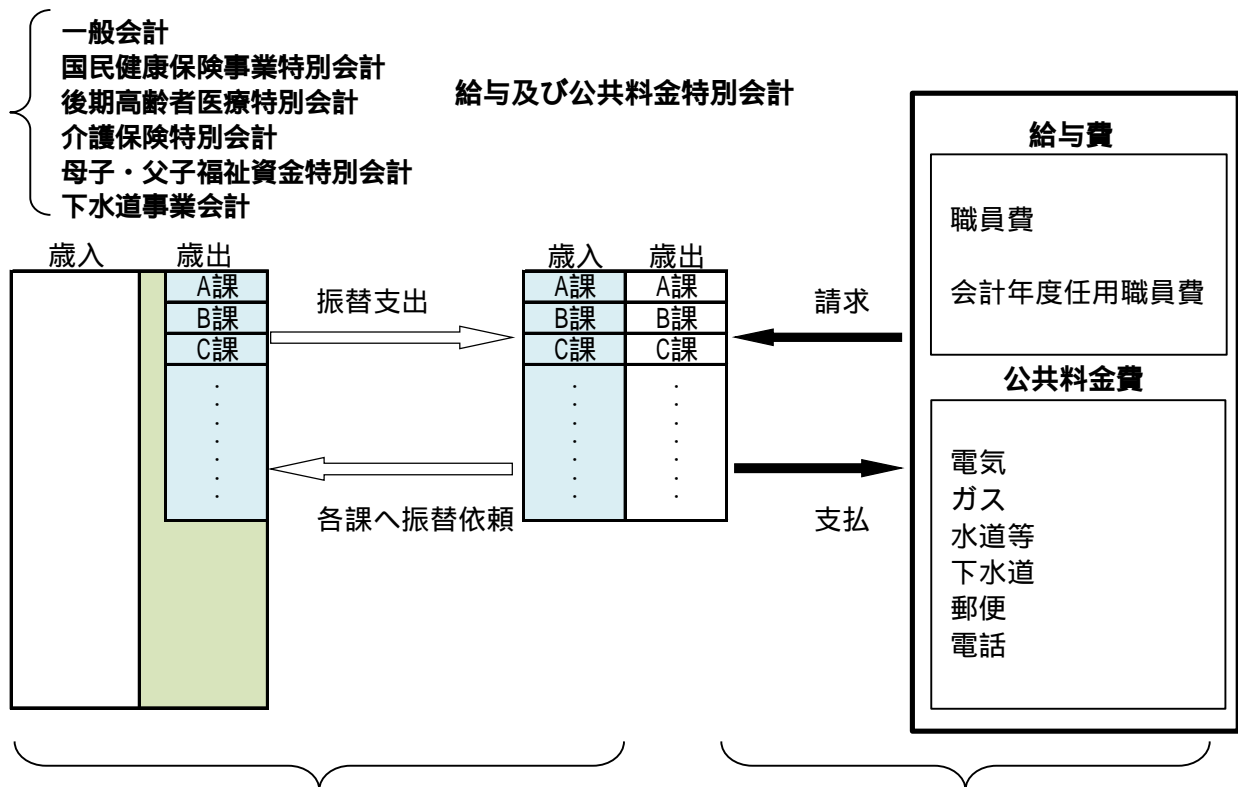 一般会計
国民健康保険事業特別会計
後期高齢者医療特別会計
介護保険特別会計
母子・父子福祉資金特別会計
下水道事業会計
給与及び公共料金特別会計
歳入 歳出
A課
B課
C課
振替支出
各課へ振替依頼
歳入 歳出
A課 A課
B課 B課
C課 C課
請求
支払
給与費
職員費
会計年度任用職員費
公共料金費
電気
ガス
水道等
下水道
郵便
電話